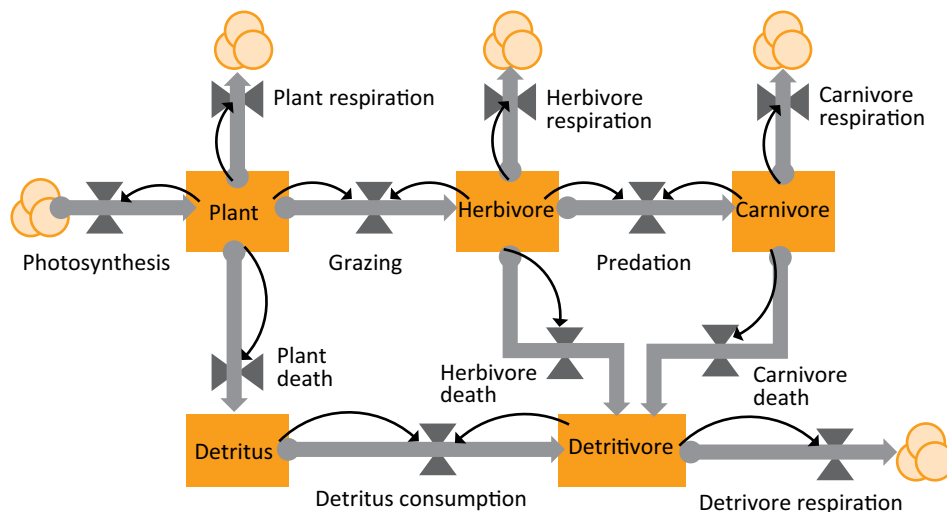 Plant respiration
Herbivore
respiration
Carnivore
respiration
Plant
Herbivore
Carnivore
Photosynthesis
Grazing
Predation
Plant
death
Herbivore
death
Carnivore
death
Detritus
Detritivore
Detritus consumption
Detrivore respiration